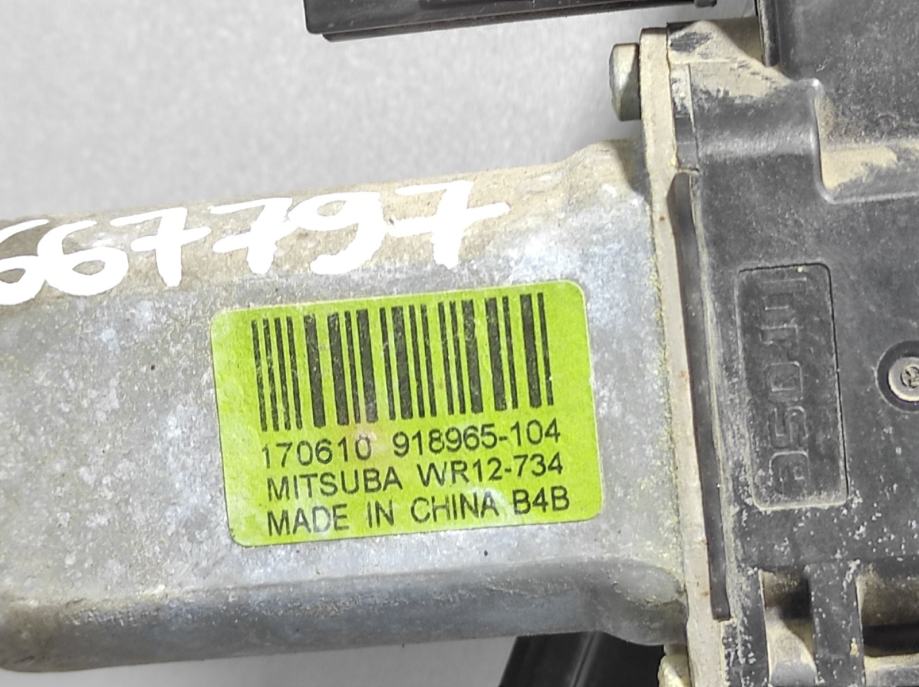 667797
170610 918965-104
MITSUBA WR12-734
MADE IN CHINA B4B